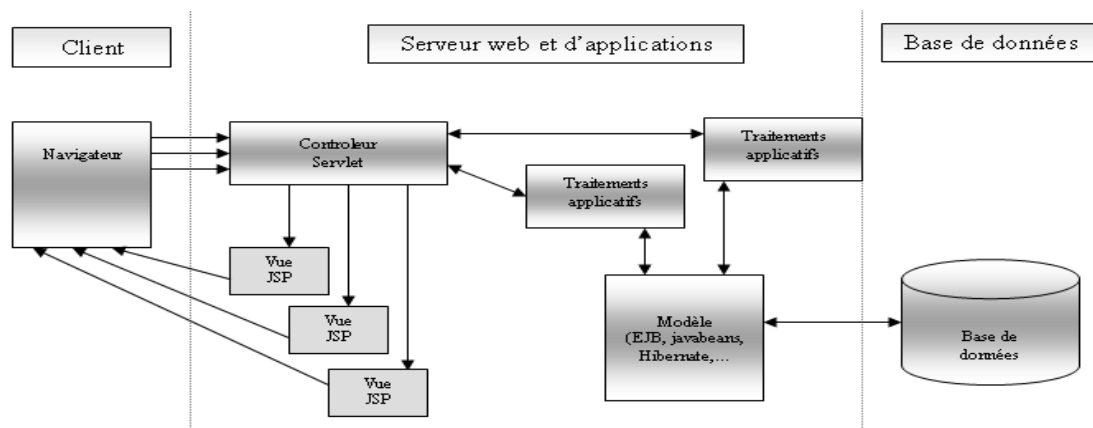 Client
Serveur web et d'applications
Base de données
Navigateur
Controleur
Servlet
Traitements
applicatifs
Traitements
applicatifs
Vue
JSP
Vue
JSP
Vue
JSP
Modèle
(EJB, javabeans,
Hibernate,...
Base de
données